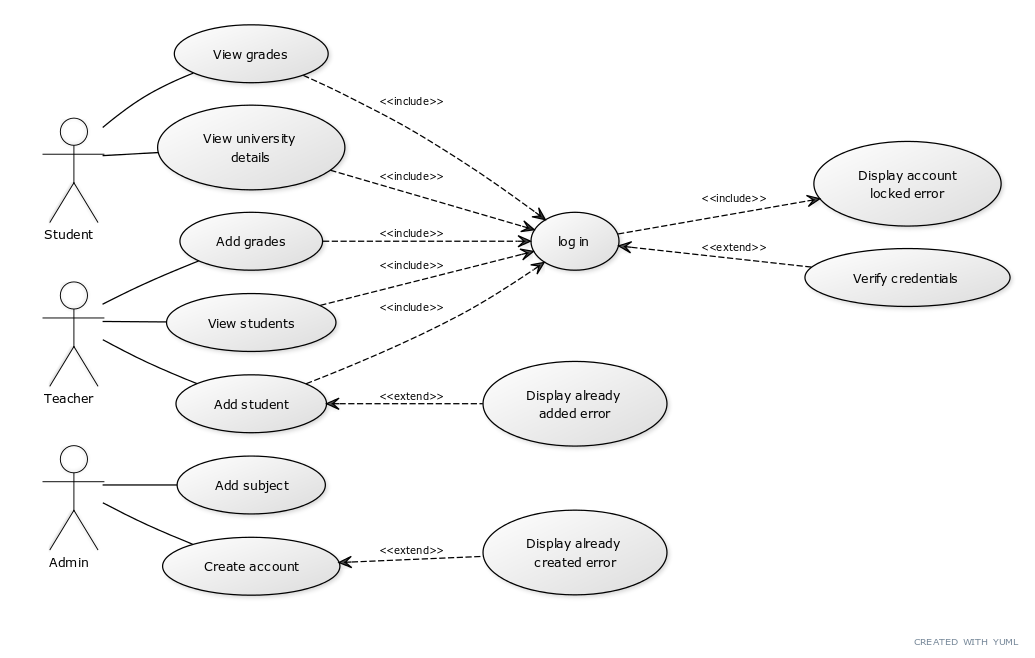 View grades
<<include>>
View university
details
<<include>>
Student
Add grades
<<include>>
log in
<<include>>
Display account
locked error
<<extend>>
Verify credentials
<<include>>
View students
<<include>>
Teacher
Add student
<<extend>>
Display already
added error
Add subject
Admin
Create account
<<extend>>
Display already
created error
CREATED WITH YUML